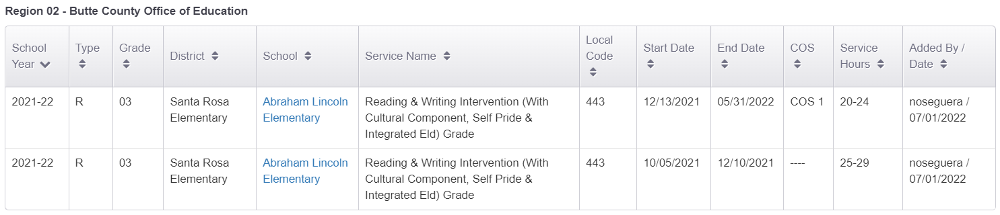 Region 02 - Butte County Office of Education
School Year Type Grade District School Service Name Local Code Start Date End Date COS Service Hours Added By / Date
2021-22 R 03 Santa Rosa Elementary Abraham Lincoln Elementary Reading & Writing Intervention (With Cultural Component, Self Pride & Integrated Eld) Grade 443 12/13/2021 05/31/2022 COS 1 20-24 noseguera / 07/01/2022
2021-22 R 03 Santa Rosa Elementary Abraham Lincoln Elementary Reading & Writing Intervention (With Cultural Component, Self Pride & Integrated Eld) Grade 443 10/05/2021 12/10/2021 ---- 25-29 noseguera / 07/01/2022